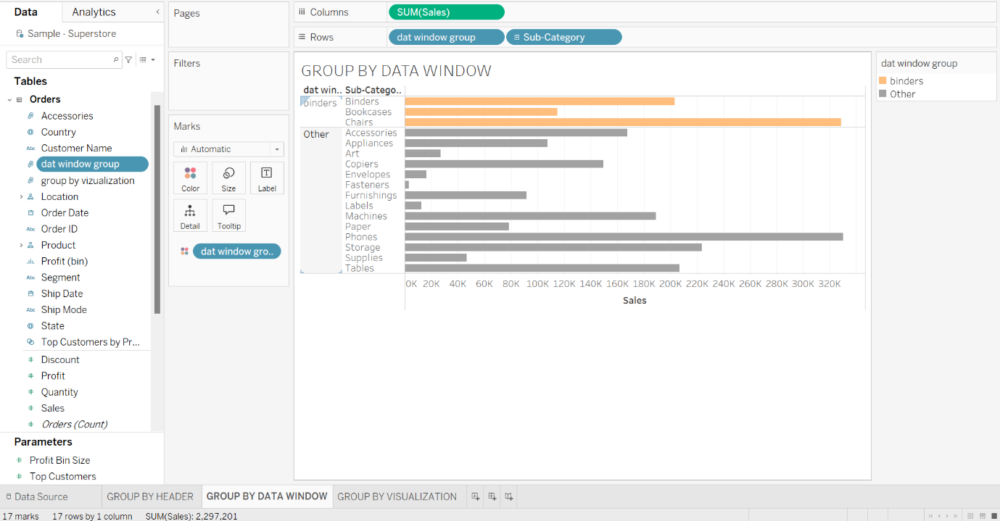 Data
Analytics
Sample - Superstore
Search
Tables
Orders
Accessories
Country
Abc Customer Name
dat window group
group by vizualization
Location
Order Date
Abc Order ID
Product
Profit (bin)
Abc Segment
Ship Date
Abc Ship Mode
State
Top Customers by Pr...
# Discount
# Profit
# Quantity
# Sales
# Orders (Count)
Parameters
# Profit Bin Size
# Top Customers
Pages
Filters
Marks
Automatic
Color
Size
Label
Detail
Tooltip
dat window gro..
Columns
SUM(Sales)
Rows
dat window group
Sub-Category
GROUP BY DATA WINDOW
dat win.. Sub-Catego..
binders
Binders
Bookcases
Chairs
Other
Accessories
Appliances
Art
Copiers
Envelopes
Fasteners
Furnishings
Labels
Machines
Paper
Phones
Storage
Supplies
Tables
0K 20K 40K 60K 80K 100K 120K 140K 160K 180K 200K 220K 240K 260K 280K 300K 320K
Sales
dat window group
binders
Other
Data Source
GROUP BY HEADER
GROUP BY DATA WINDOW
GROUP BY VISUALIZATION
17 marks
17 rows by 1 column
SUM(Sales): 2,297,201